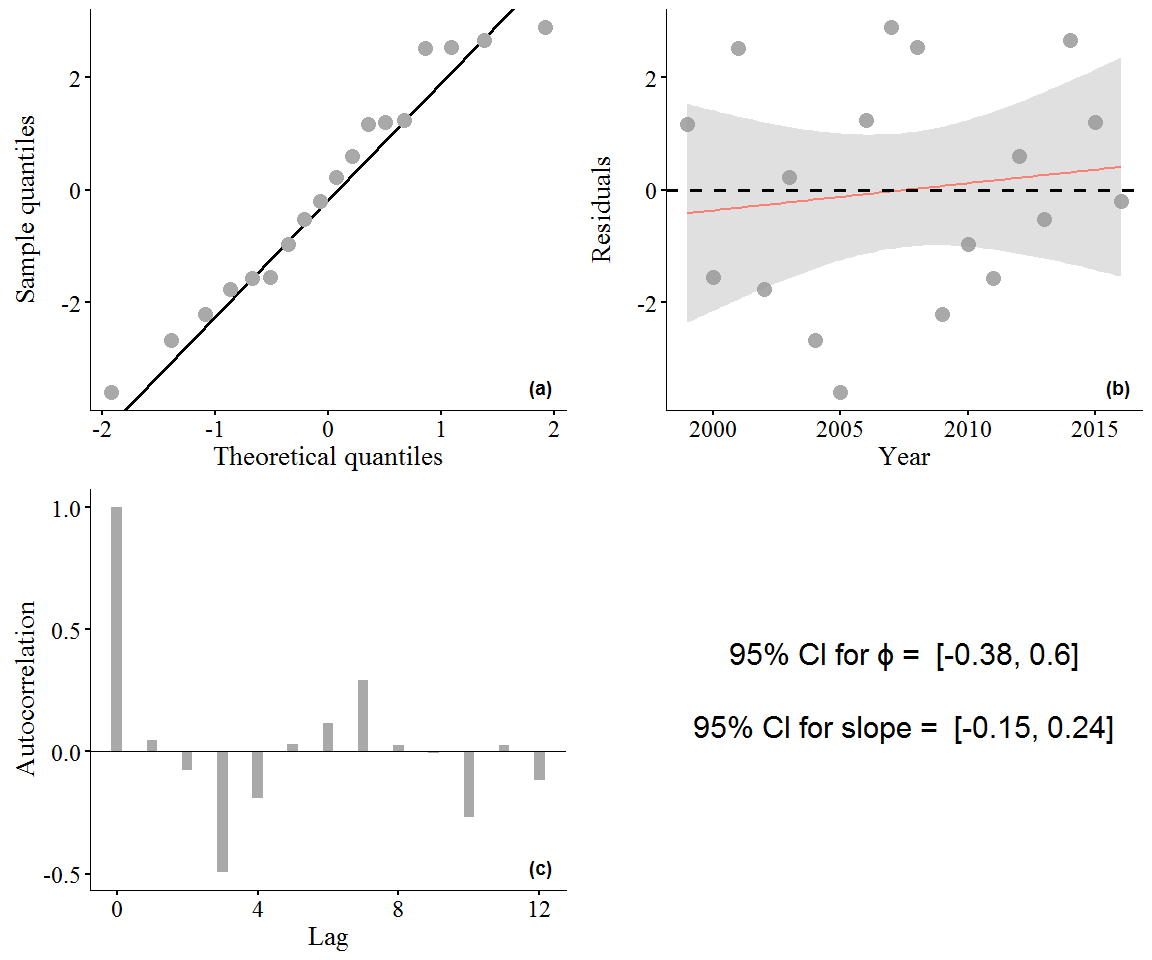 2
0
-2
Sample quantiles
(a)
-2 -1 0 1 2
Theoretical quantiles
2
0
-2
Residuals
(b)
2000 2005 2010 2015
Year
1.0
0.5
0.0
-0.5
Autocorrelation
(c)
0 4 8 12
Lag
95% CI for ϕ = [-0.38, 0.6]
95% CI for slope = [-0.15, 0.24]